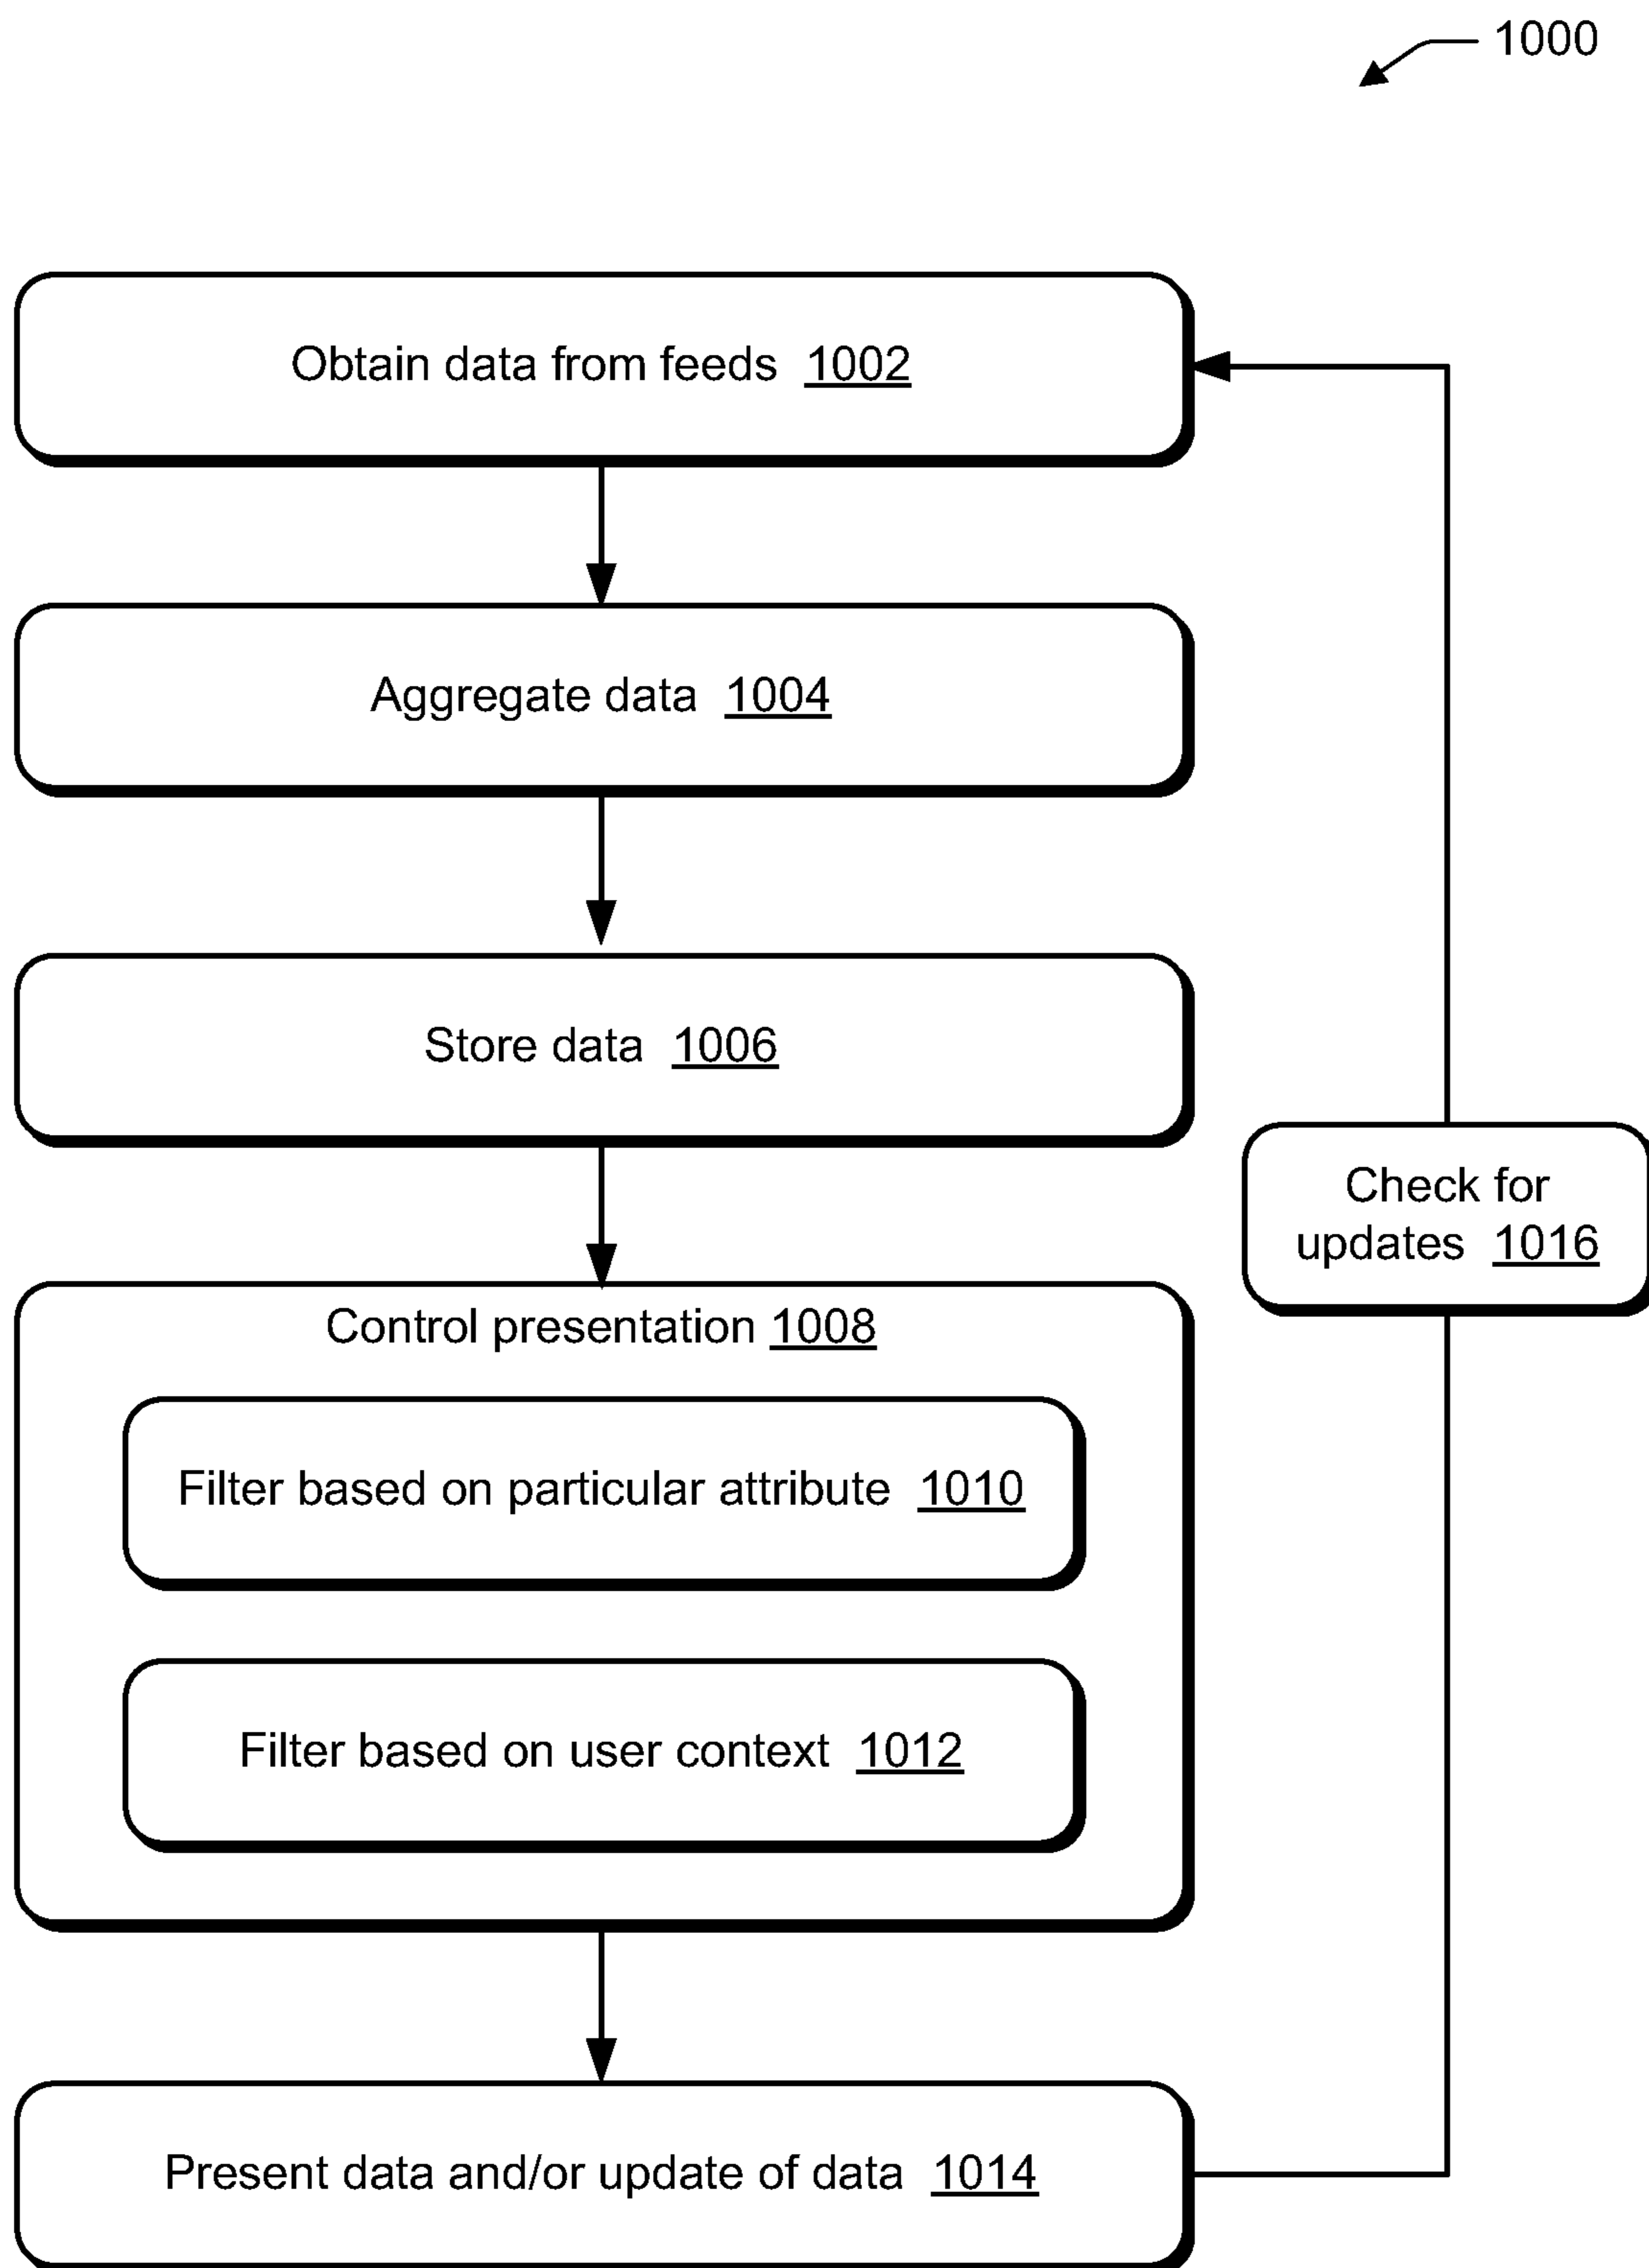 1000
Obtain data from feeds 1002
Aggregate data 1004
Store data 1006
Check for
updates 1016
Control presentation 1008
Filter based on particular attribute 1010
Filter based on user context 1012
Present data and/or update of data 1014